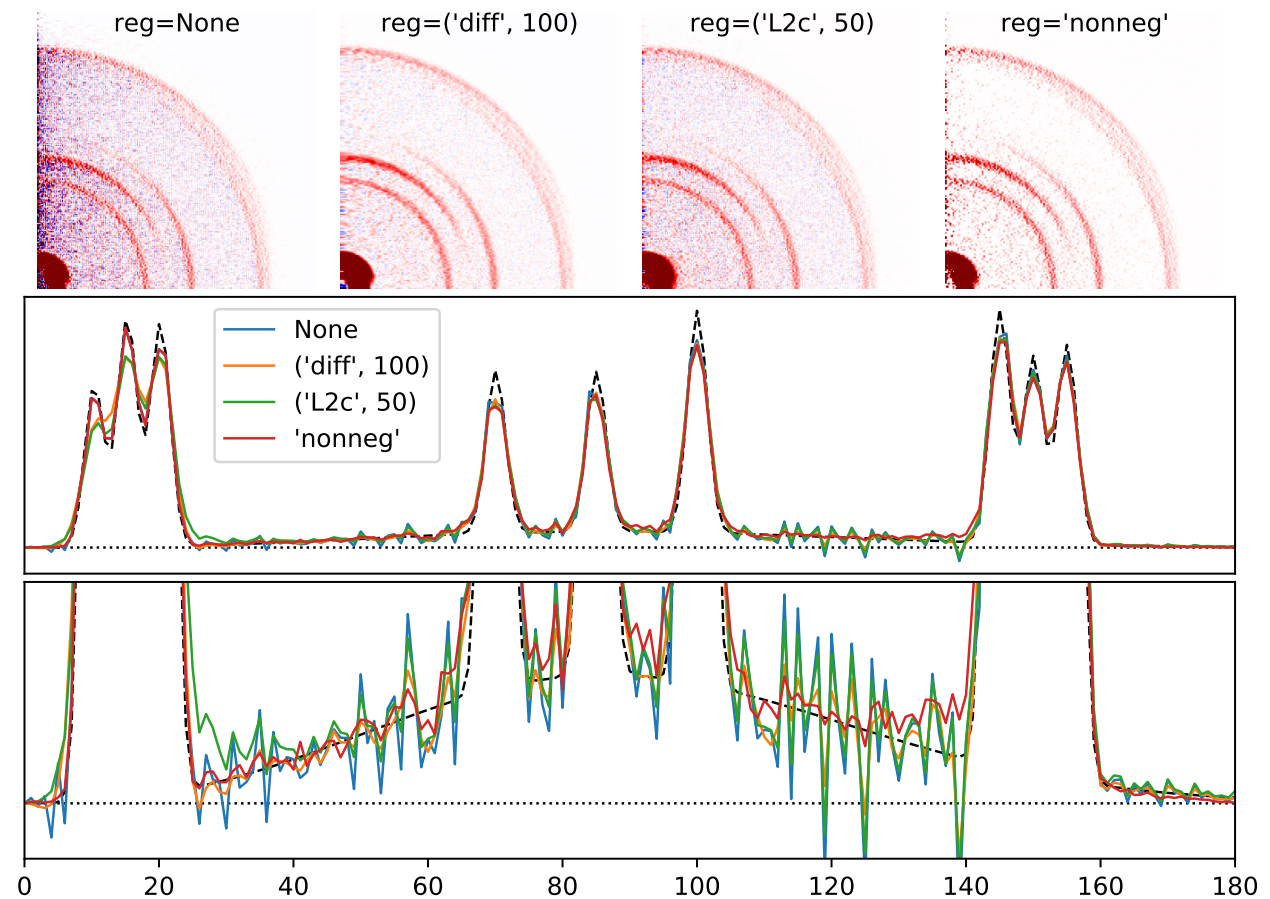 reg=None reg=('diff', 100) reg=('L2c', 50) reg='nonneg'
None
('diff', 100)
('L2c', 50)
'nonneg'
0 20 40 60 80 100 120 140 160 180